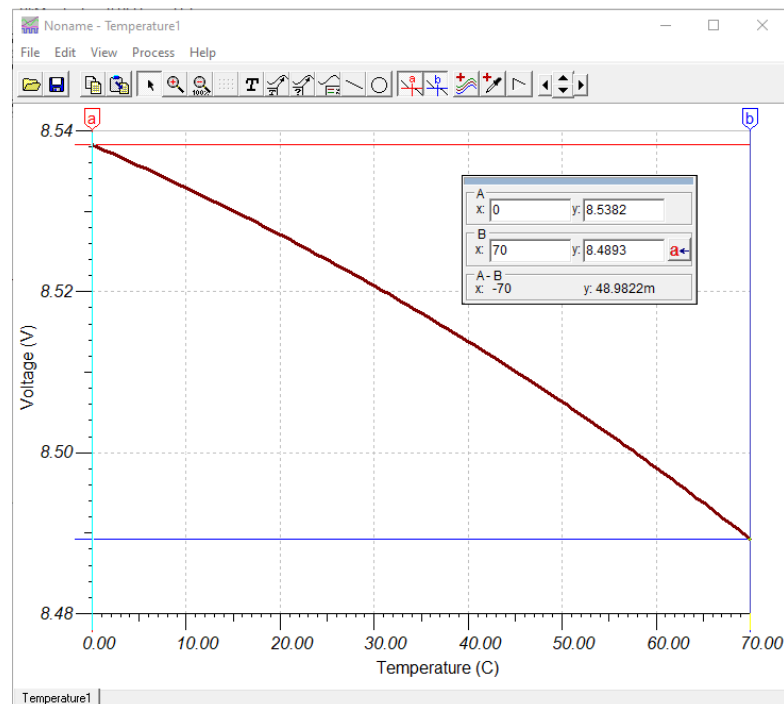 Noname - Temperature1
File Edit View Process Help
100%
T
a b
a b
8.54
8.52
8.50
8.48
Voltage (V)
A
x: 0 y: 8.5382
B
x: 70 y: 8.4893 a
A - B
x: -70 y: 48.9822m
0.00 10.00 20.00 30.00 40.00 50.00 60.00 70.00
Temperature (C)
Temperature1